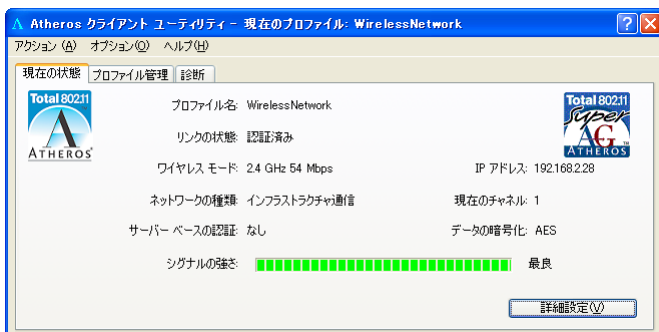 Atheros クライアント ユーティリティ - 現在のプロファイル: WirelessNetwork
アクション (A) オプション(O) ヘルプ(H)
現在の状態 プロファイル管理 診断
Total 802.11
ATHEROS
Total 802.11
Super
AG
ATHEROS
プロファイル名: WirelessNetwork
リンクの状態: 認証済み
ワイヤレス モード: 2.4 GHz 54 Mbps IP アドレス: 192.168.2.28
ネットワークの種類: インフラストラクチャ通信 現在のチャネル: 1
サーバー ベースの認証: なし データの暗号化: AES
シグナルの強さ: 最良
詳細設定(V)